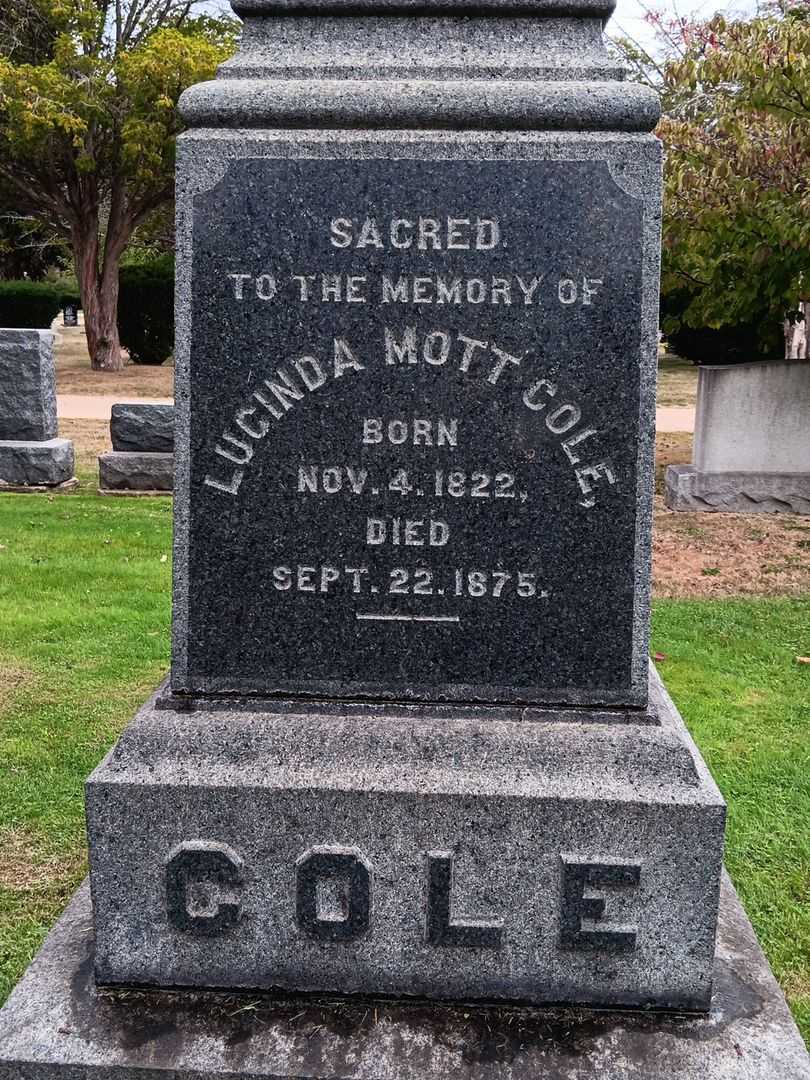 SACRED
TO THE MEMORY OF
LUCINDA MOTT COLE,
BORN
NOV. 4. 1822,
DIED
SEPT. 22. 1875.
COLE